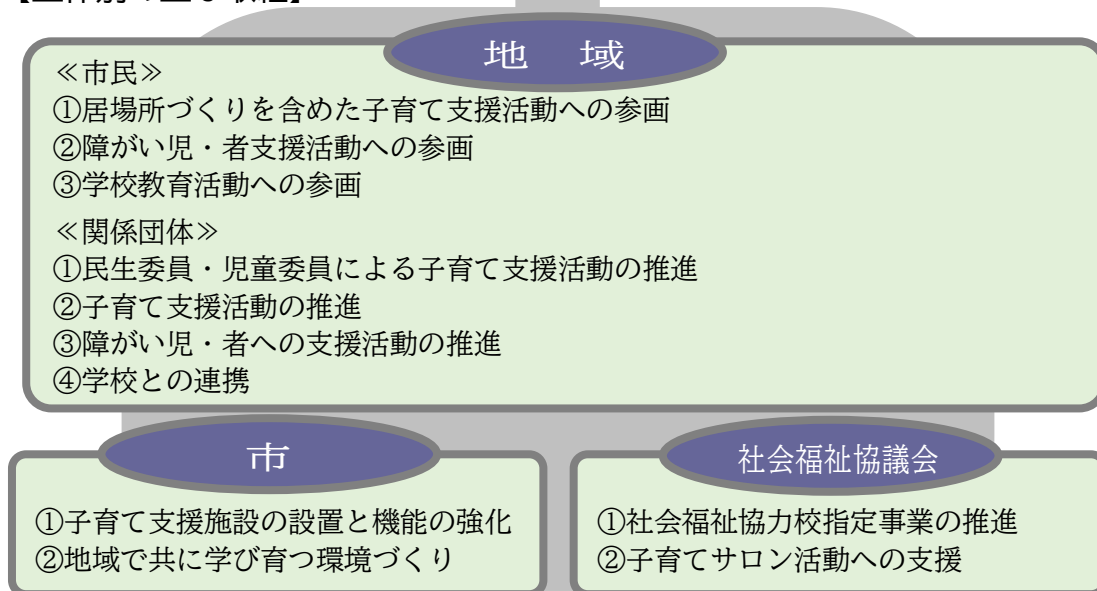 地 域
≪市民≫
①居場所づくりを含めた子育て支援活動への参画
②障がい児・者支援活動への参画
③学校教育活動への参画
≪関係団体≫
①民生委員・児童委員による子育て支援活動の推進
②子育て支援活動の推進
③障がい児・者への支援活動の推進
④学校との連携
市
①子育て支援施設の設置と機能の強化
②地域で共に学び育つ環境づくり
社会福祉協議会
①社会福祉協力校指定事業の推進
②子育てサロン活動への支援